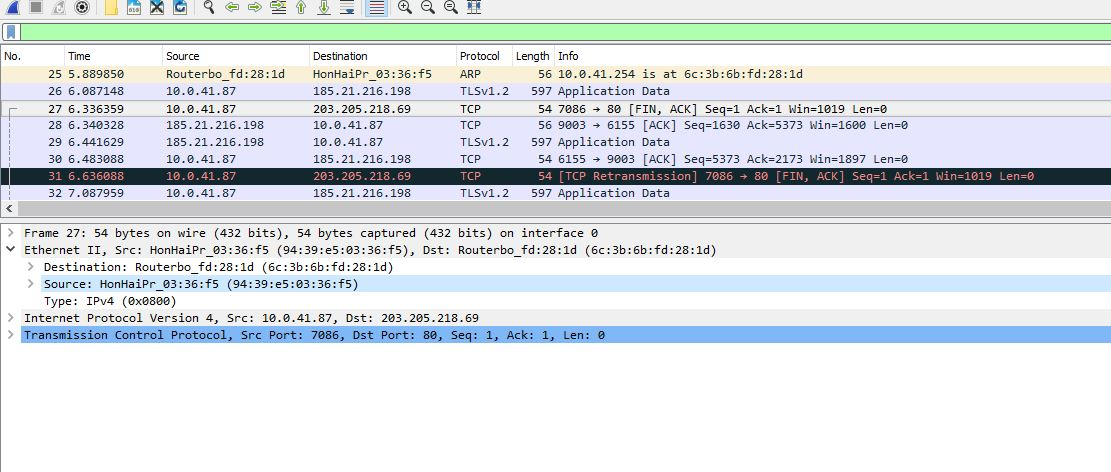 No. Time Source Destination Protocol Length Info
25 5.889850 Routerbo_fd:28:1d HonHaiPr_03:36:f5 ARP 56 10.0.41.254 is at 6c:3b:6b:fd:28:1d
26 6.087148 10.0.41.87 185.21.216.198 TLSv1.2 597 Application Data
27 6.336359 10.0.41.87 203.205.218.69 TCP 54 7086 → 80 [FIN, ACK] Seq=1 Ack=1 Win=1019 Len=0
28 6.340328 185.21.216.198 10.0.41.87 TCP 56 9003 → 6155 [ACK] Seq=1630 Ack=5373 Win=1600 Len=0
29 6.441629 185.21.216.198 10.0.41.87 TLSv1.2 597 Application Data
30 6.483088 10.0.41.87 185.21.216.198 TCP 54 6155 → 9003 [ACK] Seq=5373 Ack=2173 Win=1897 Len=0
31 6.636088 10.0.41.87 203.205.218.69 TCP 54 [TCP Retransmission] 7086 → 80 [FIN, ACK] Seq=1 Ack=1 Win=1019 Len=0
32 7.087959 10.0.41.87 185.21.216.198 TLSv1.2 597 Application Data
Frame 27: 54 bytes on wire (432 bits), 54 bytes captured (432 bits) on interface 0
Ethernet II, Src: HonHaiPr_03:36:f5 (94:39:e5:03:36:f5), Dst: Routerbo_fd:28:1d (6c:3b:6b:fd:28:1d)
Destination: Routerbo_fd:28:1d (6c:3b:6b:fd:28:1d)
Source: HonHaiPr_03:36:f5 (94:39:e5:03:36:f5)
Type: IPv4 (0x0800)
Internet Protocol Version 4, Src: 10.0.41.87, Dst: 203.205.218.69
Transmission Control Protocol, Src Port: 7086, Dst Port: 80, Seq: 1, Ack: 1, Len: 0